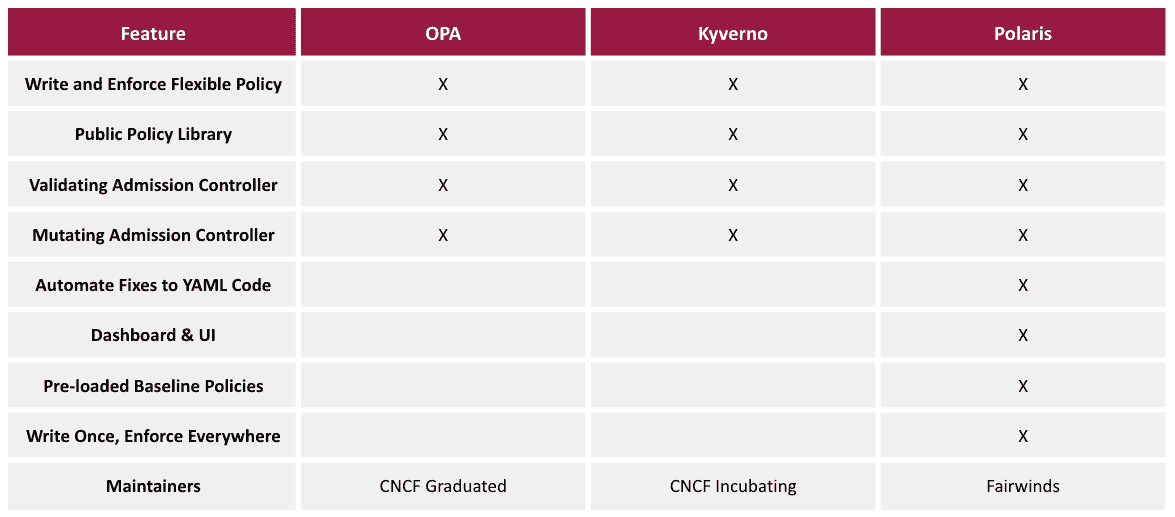 Feature OPA Kyverno Polaris
Write and Enforce Flexible Policy X X X
Public Policy Library X X X
Validating Admission Controller X X X
Mutating Admission Controller X X X
Automate Fixes to YAML Code X
Dashboard & UI X
Pre-loaded Baseline Policies X
Write Once, Enforce Everywhere X
Maintainers CNCF Graduated CNCF Incubating Fairwinds